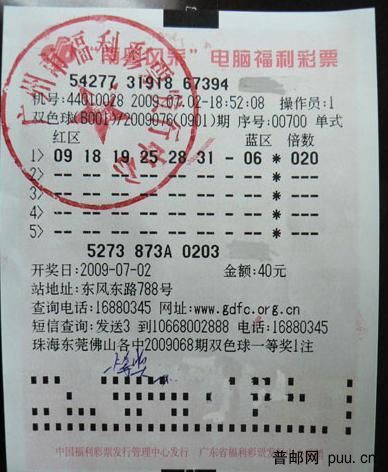 “南粤风采”电脑福利彩票
54277 31918 67394
机号:44010028 2009-07-02-18:52:08 操作员:1
双色球(B001)/2009076(0901)期 序号:00700 单式
红区 蓝区 倍数
1> 09 18 19 25 28 31 - 06 * 020
2> -- -- -- -- -- -- - -- * ---
3> -- -- -- -- -- -- - -- * ---
4> -- -- -- -- -- -- - -- * ---
5> -- -- -- -- -- -- - -- * ---
5273 873A 0203
开奖日:2009-07-02 金额:40元
站地址:东风东路788号
查询电话:16880345 网址:www.gdfc.org.cn
短信查询:发送3 到10668002888 电话:16880345
珠海东莞佛山各中2009068期双色球一等奖1注
中国福利彩票发行管理中心发行 广东省福利彩票发行
普邮网 puu.cn